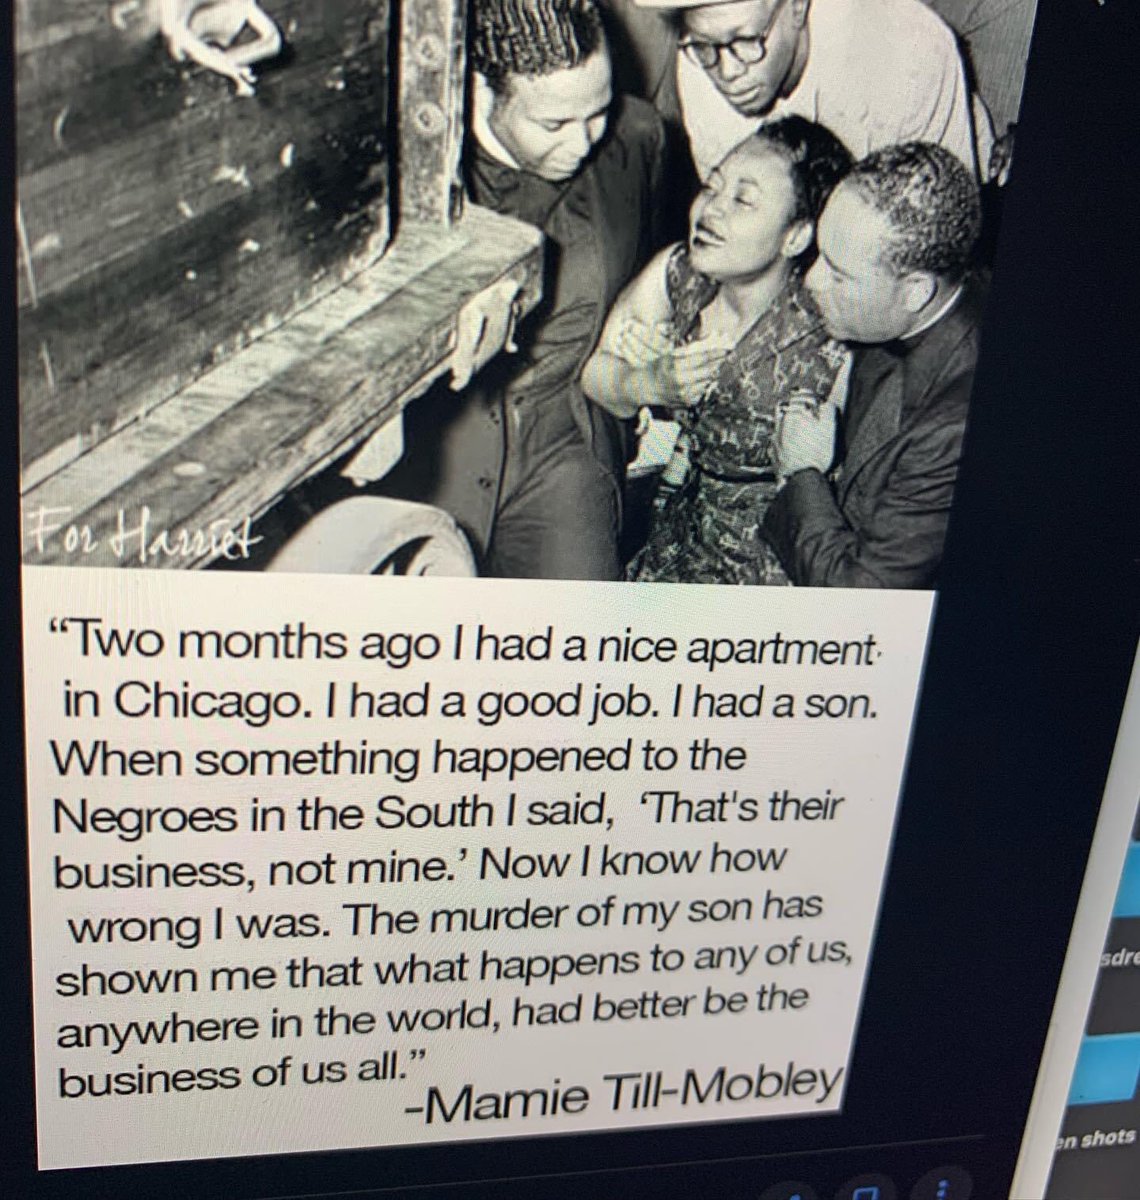 For Harriet
“Two months ago I had a nice apartment
in Chicago. I had a good job. I had a son.
When something happened to the
Negroes in the South I said, ‘That's their
business, not mine.’ Now I know how
wrong I was. The murder of my son has
shown me that what happens to any of us,
anywhere in the world, had better be the
business of us all.”
-Mamie Till-Mobley
shots